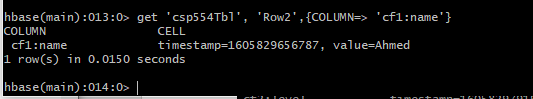 hbase(main):013:0> get 'csp554Tbl', 'Row2',{COLUMN=> 'cf1:name'}
COLUMN CELL
cf1:name timestamp=1605829656787, value=Ahmed
1 row(s) in 0.0150 seconds
hbase(main):014:0>